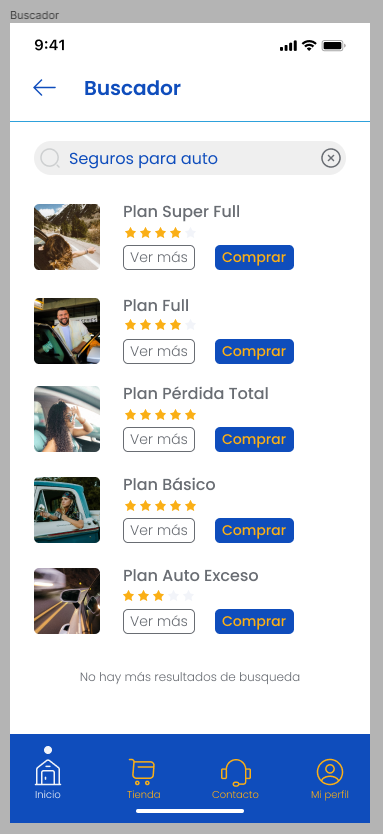 Buscador
9:41
Buscador
Seguros para auto
Plan Super Full
Ver más
Comprar
Plan Full
Ver más
Comprar
Plan Pérdida Total
Ver más
Comprar
Plan Básico
Ver más
Comprar
Plan Auto Exceso
Ver más
Comprar
No hay más resultados de busqueda
Inicio
Tienda
Contacto
Mi perfil